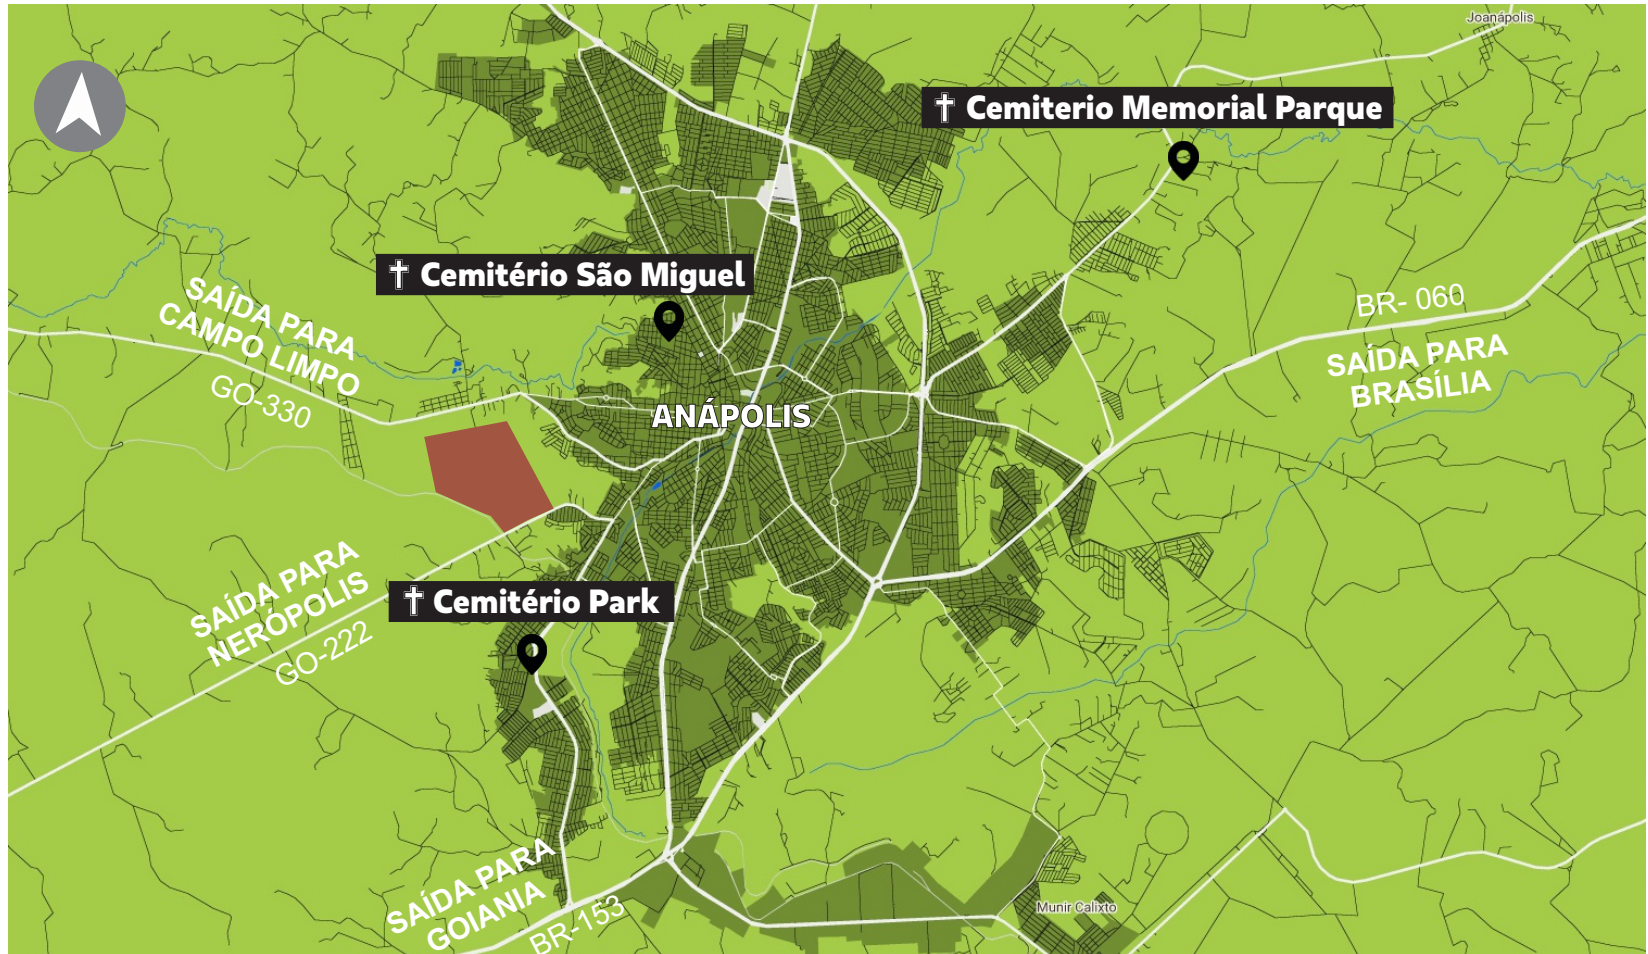 Joanápolis
Cemiterio Memorial Parque
Cemitério São Miguel
SAÍDA PARA
CAMPO LIMPO
GO-330
BR- 060
SAÍDA PARA
BRASÍLIA
ANÁPOLIS
SAÍDA PARA
NERÓPOLIS
GO-222
Cemitério Park
SAÍDA PARA
GOIANIA
BR-153
Munir Calixto